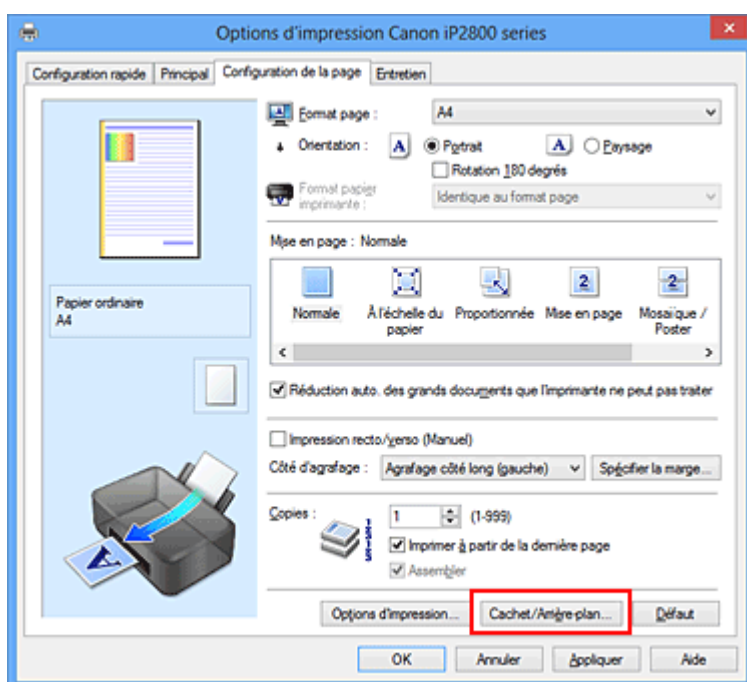 Options d'impression Canon iP2800 series
Configuration rapide Principal Configuration de la page Entretien
Format page : A4
Orientation : A Portrait A Paysage
Rotation 180 degrés
Format papier
imprimante : Identique au format page
Mise en page : Normale
2 2
Normale À l'échelle du Proportionnée Mise en page Mosaïque /
papier Poster
Papier ordinaire
A4
Réduction auto. des grands documents que l'imprimante ne peut pas traiter
Impression recto/verso (Manuel)
Côté d'agrafage : Agrafage côté long (gauche) Spécifier la marge...
Copies : 1 (1-999)
Imprimer à partir de la dernière page
Assembler
A
Options d'impression... Cachet/Arrière-plan... Défaut
OK Annuler Appliquer Aide